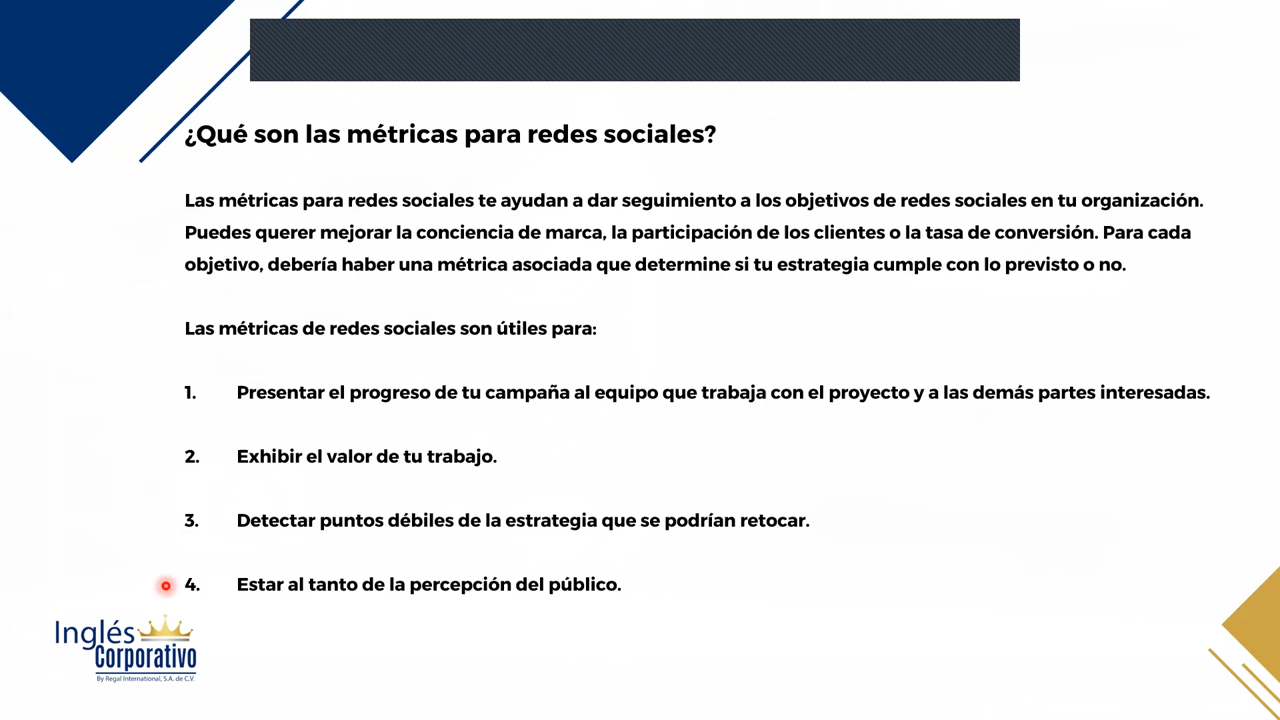 ¿Qué son las métricas para redes sociales?
Las métricas para redes sociales te ayudan a dar seguimiento a los objetivos de redes sociales en tu organización.
Puedes querer mejorar la conciencia de marca, la participación de los clientes o la tasa de conversión. Para cada
objetivo, debería haber una métrica asociada que determine si tu estrategia cumple con lo previsto o no.
Las métricas de redes sociales son útiles para:
1. Presentar el progreso de tu campaña al equipo que trabaja con el proyecto y a las demás partes interesadas.
2. Exhibir el valor de tu trabajo.
3. Detectar puntos débiles de la estrategia que se podrían retocar.
4. Estar al tanto de la percepción del público.
Inglés
Corporativo
By Regal International, S.A. de C.V.